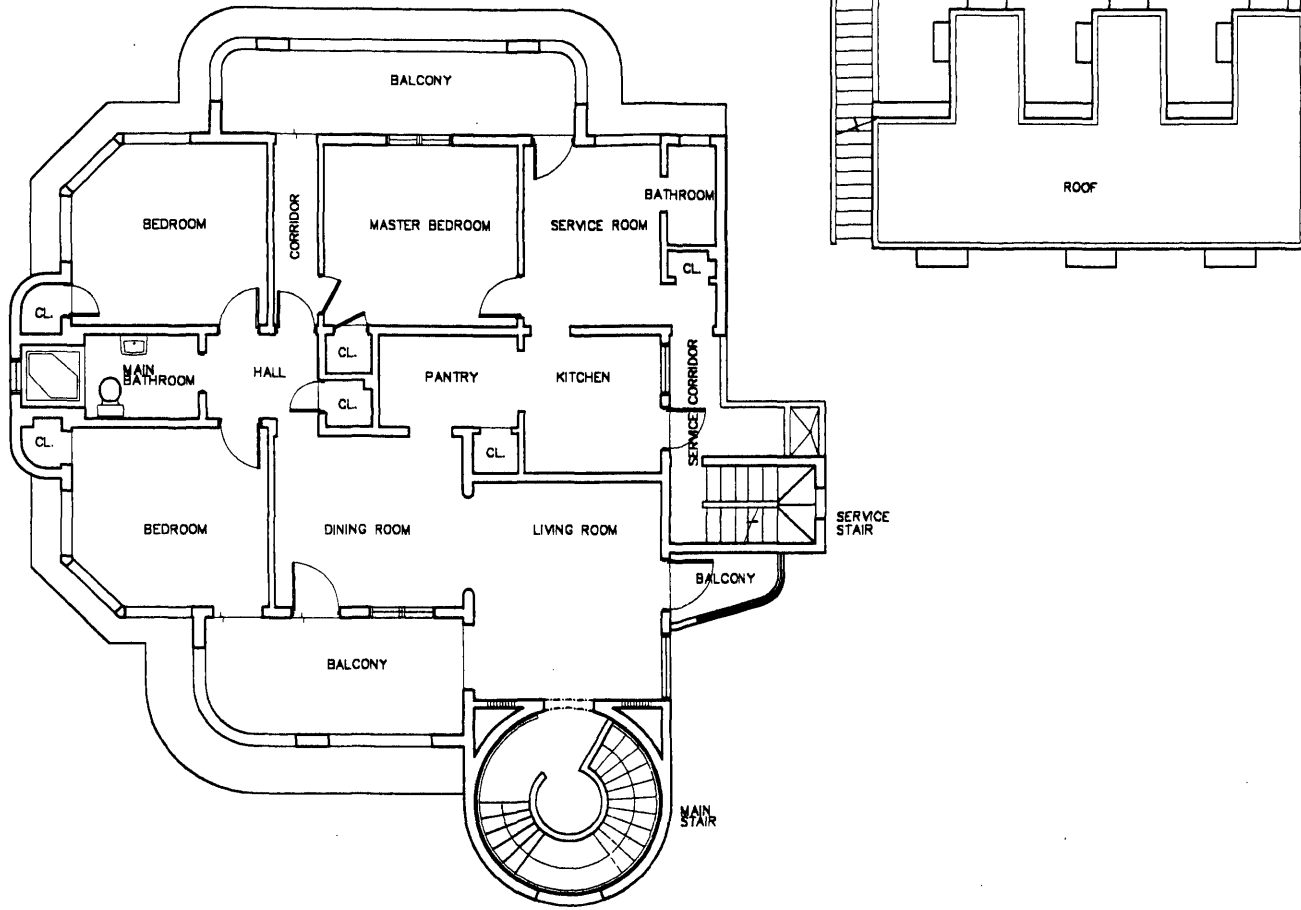 BALCONY
ROOF
BATHROOM
BEDROOM
CORRIDOR
MASTER BEDROOM
SERVICE ROOM
CL.
CL.
CL.
MAIN
BATHROOM
HALL
CL.
PANTRY
KITCHEN
SERVICE CORRIDOR
CL.
CL.
BEDROOM
DINING ROOM
LIVING ROOM
SERVICE
STAIR
BALCONY
BALCONY
MAIN
STAIR